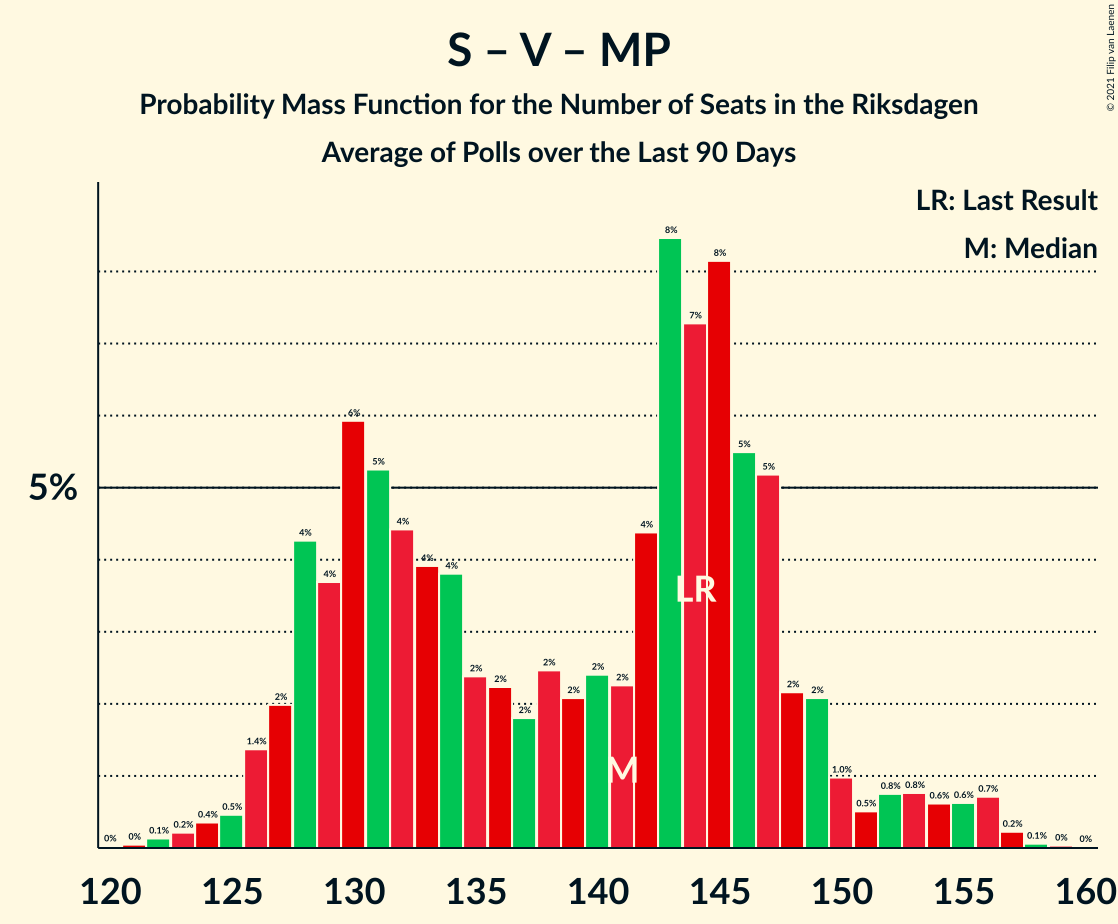 S – V – MP
Probability Mass Function for the Number of Seats in the Riksdagen
Average of Polls over the Last 90 Days
© 2021 Filip van Laenen
LR: Last Result
M: Median
5%
0% 0% 0.1% 0.2% 0.4% 0.5% 1.4% 2% 4% 4% 6% 5% 4% 4% 4% 2% 2% 2% 2% 2% 2% 2% 4% 8% 7% 8% 5% 5% 2% 2% 1.0% 0.5% 0.8% 0.8% 0.6% 0.6% 0.7% 0.2% 0.1% 0% 0%
LR
M
120 125 130 135 140 145 150 155 160